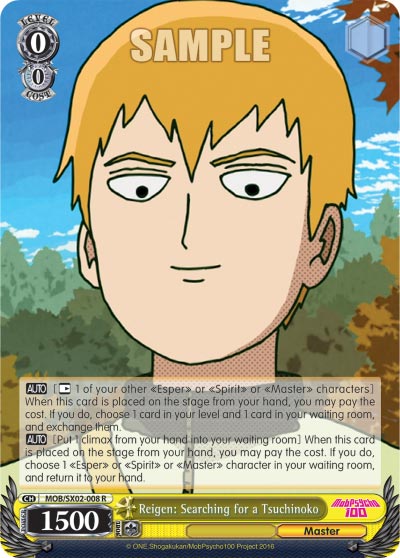 LEVEL
0
SAMPLE
0
COST
AUTO [ 1 of your other «Esper» or «Spirit» or «Master» characters]
When this card is placed on the stage from your hand, you may pay the
cost. If you do, choose 1 card in your level and 1 card in your waiting room,
and exchange them.
AUTO [Put 1 climax from your hand into your waiting room] When this card is
placed on the stage from your hand, you may pay the cost. If you do,
choose 1 «Esper» or «Spirit» or «Master» character in your waiting room,
and return it to your hand.
CH MOB/SX02-008 R
POWER
1500
SOUL
Reigen: Searching for a Tsuchinoko
MobPsycho
100
Master
© ONE,Shogakukan/MobPsycho100 Project 2016